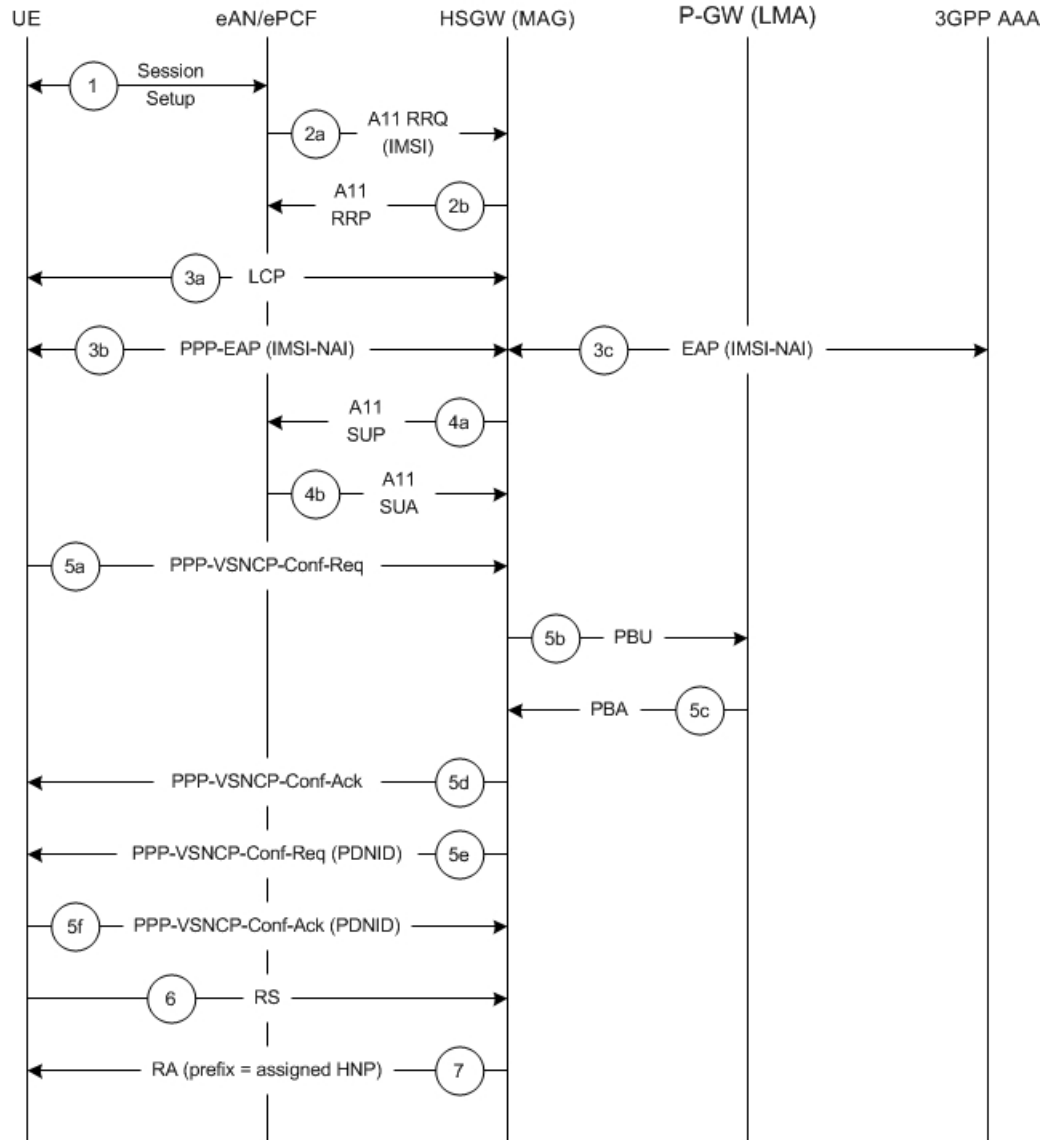 UE
eAN/ePCF
HSGW (MAG)
P-GW (LMA)
3GPP AAA
1
Session
Setup
2a
A11 RRQ
(IMSI)
A11
RRP
2b
3a
LCP
3b
PPP-EAP (IMSI-NAI)
3c
EAP (IMSI-NAI)
A11
SUP
4a
4b
A11
SUA
5a
PPP-VSNCP-Conf-Req
5b
PBU
PBA
5c
PPP-VSNCP-Conf-Ack
5d
PPP-VSNCP-Conf-Req (PDNID)
5e
5f
PPP-VSNCP-Conf-Ack (PDNID)
6
RS
RA (prefix = assigned HNP)
7